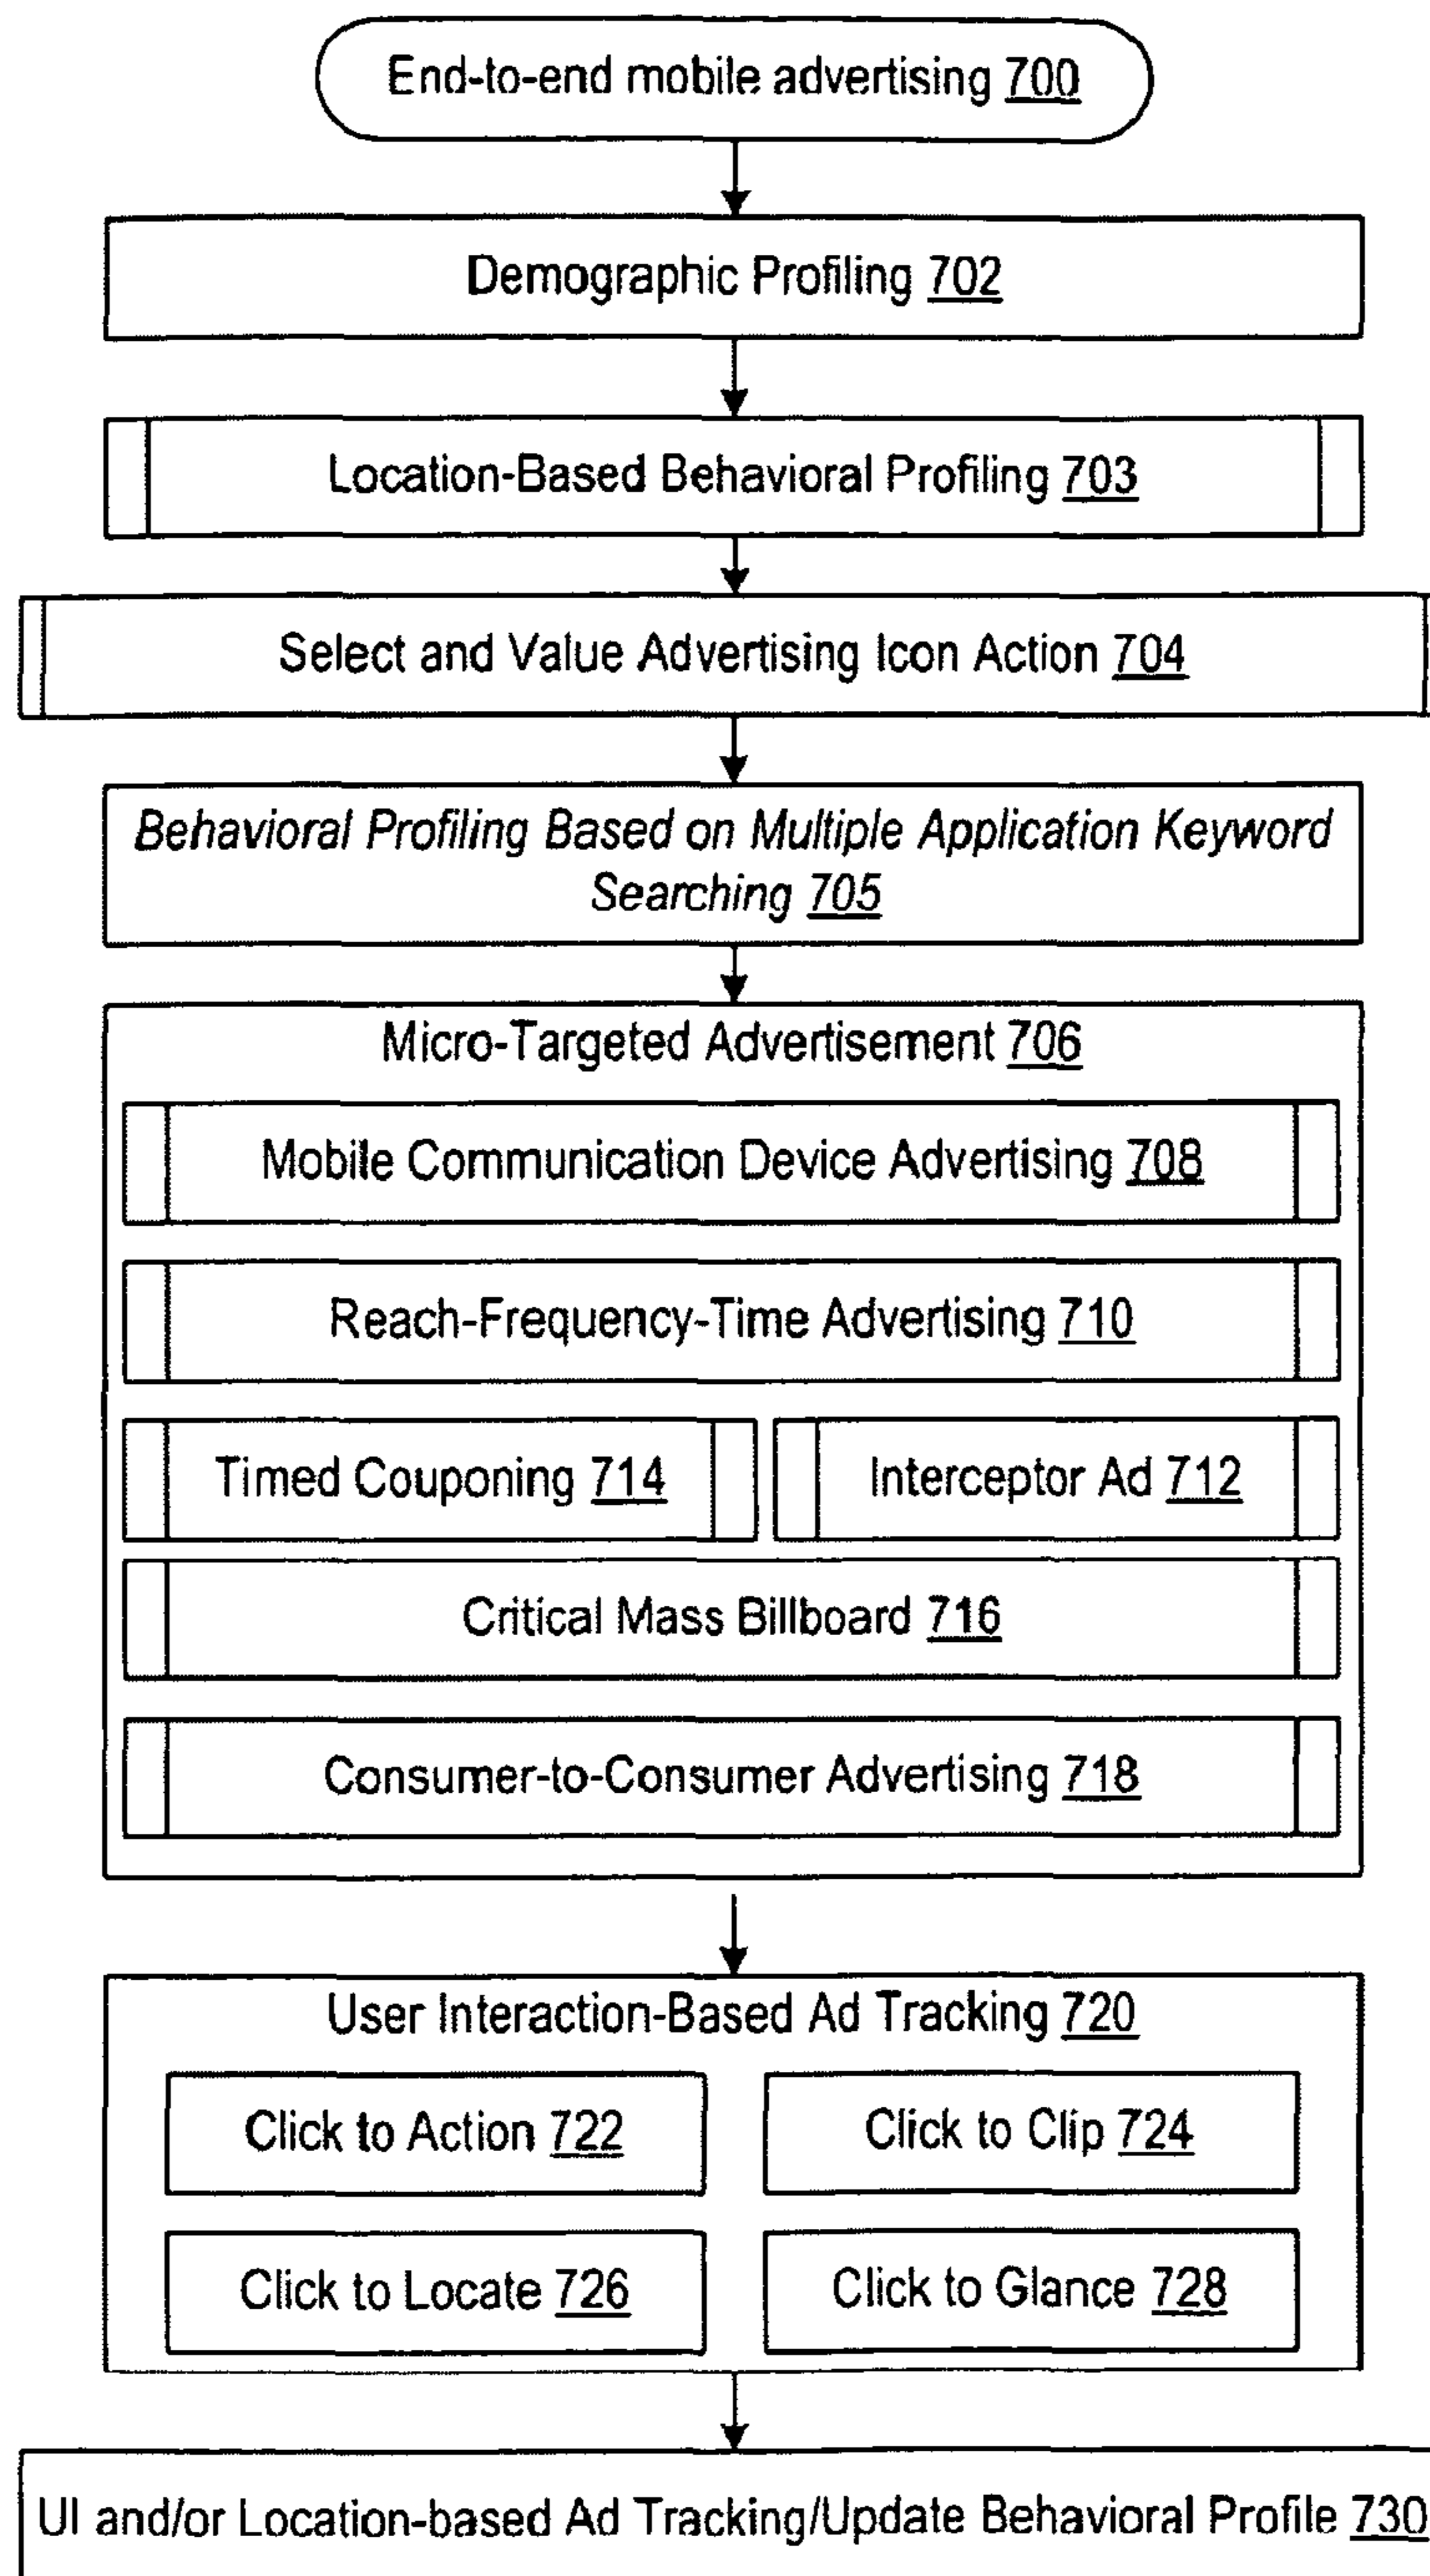 End-to-end mobile advertising 700
Demographic Profiling 702
Location-Based Behavioral Profiling 703
Select and Value Advertising Icon Action 704
Behavioral Profiling Based on Multiple Application Keyword
Searching 705
Micro-Targeted Advertisement 706
Mobile Communication Device Advertising 708
Reach-Frequency-Time Advertising 710
Timed Couponing 714
Interceptor Ad 712
Critical Mass Billboard 716
Consumer-to-Consumer Advertising 718
User Interaction-Based Ad Tracking 720
Click to Action 722
Click to Clip 724
Click to Locate 726
Click to Glance 728
UI and/or Location-based Ad Tracking/Update Behavioral Profile 730